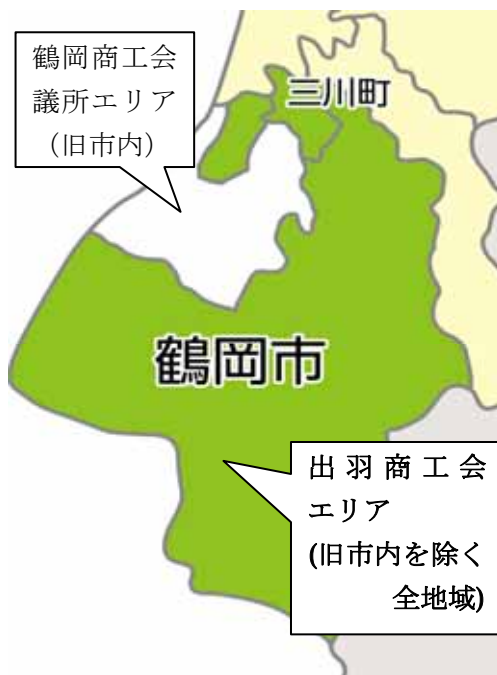 鶴岡商工会
議所エリア
（旧市内）
三川町
鶴岡市
出羽商工会
エリア
(旧市内を除く
全地域)